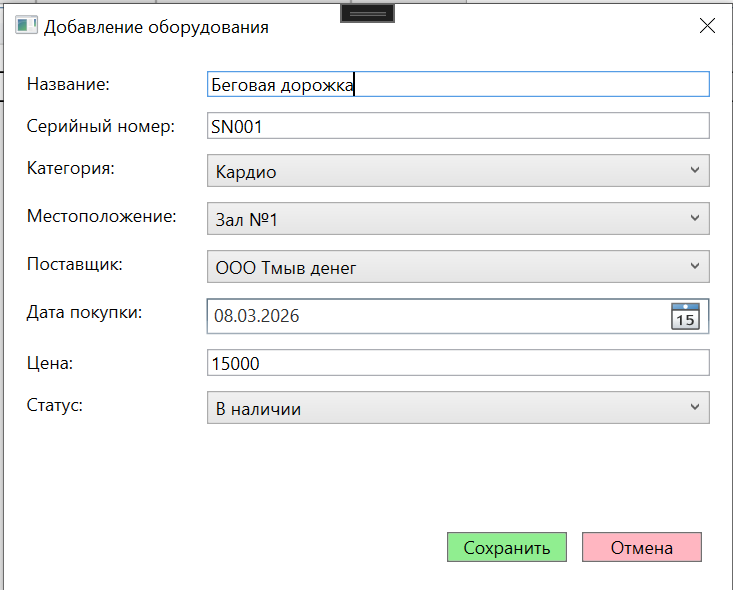 Добавление оборудования
Название: Беговая дорожка
Серийный номер: SN001
Категория: Кардио
Местоположение: Зал №1
Поставщик: ООО Тмыв денег
Дата покупки: 08.03.2026 15
Цена: 15000
Статус: В наличии
Сохранить Отмена